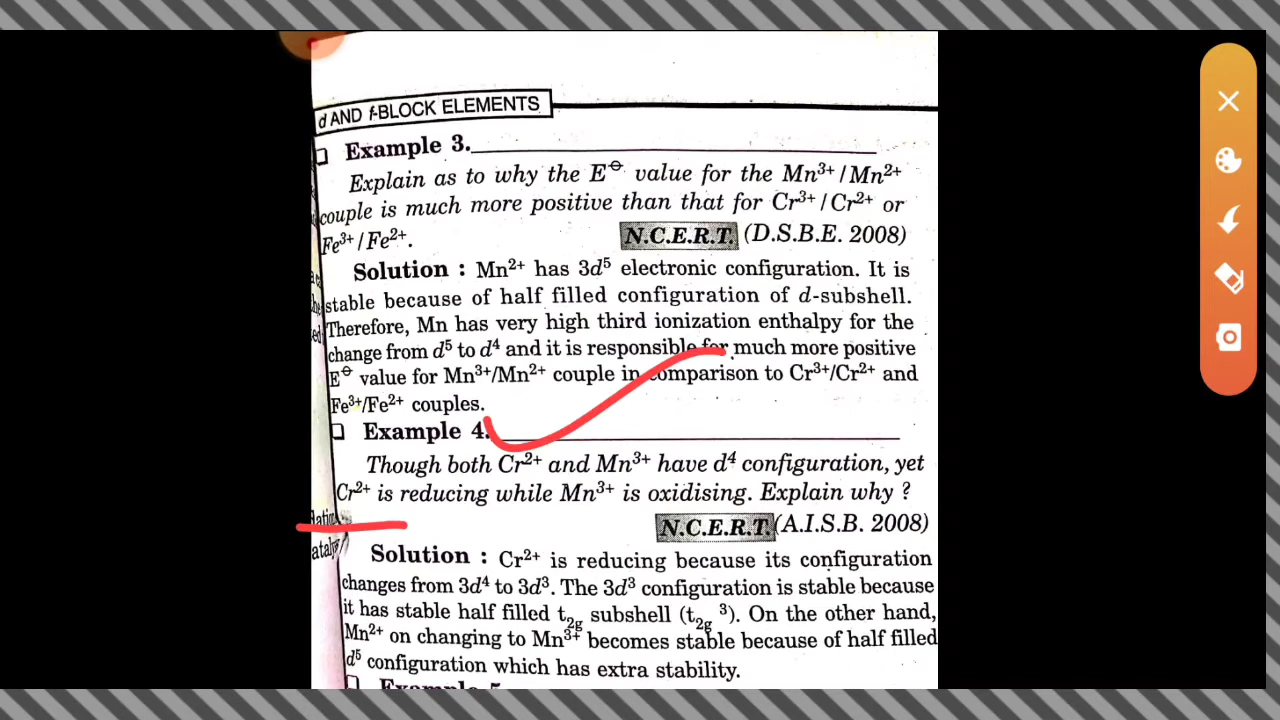 d AND f-BLOCK ELEMENTS
❑ Example 3.
Explain as to why the E⊖ value for the Mn³⁺/Mn²⁺
couple is much more positive than that for Cr³⁺/Cr²⁺ or
Fe³⁺/Fe²⁺. N.C.E.R.T. (D.S.B.E. 2008)
Solution : Mn²⁺ has 3d⁵ electronic configuration. It is
stable because of half filled configuration of d-subshell.
Therefore, Mn has very high third ionization enthalpy for the
change from d⁵ to d⁴ and it is responsible for much more positive
E⊖ value for Mn³⁺/Mn²⁺ couple in comparison to Cr³⁺/Cr²⁺ and
Fe³⁺/Fe²⁺ couples.
❑ Example 4.
Though both Cr²⁺ and Mn³⁺ have d⁴ configuration, yet
Cr²⁺ is reducing while Mn³⁺ is oxidising. Explain why ?
N.C.E.R.T. (A.I.S.B. 2008)
Solution : Cr²⁺ is reducing because its configuration
changes from 3d⁴ to 3d³. The 3d³ configuration is stable because
it has stable half filled t₂g subshell (t₂g³). On the other hand,
Mn²⁺ on changing to Mn³⁺ becomes stable because of half filled
d⁵ configuration which has extra stability.
Example 5